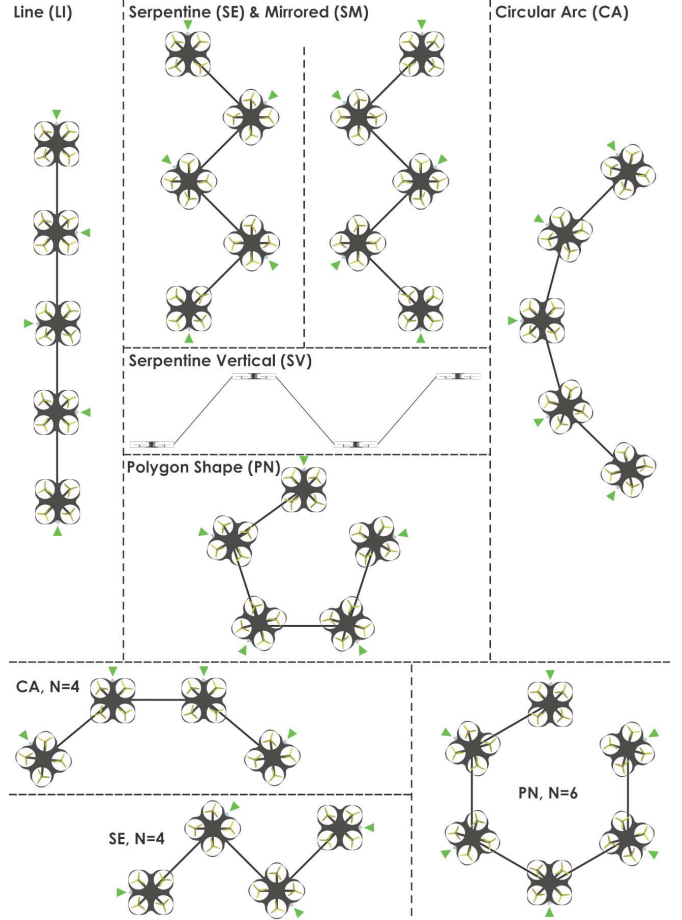 Line (LI)
Serpentine (SE) & Mirrored (SM)
Circular Arc (CA)
Serpentine Vertical (SV)
Polygon Shape (PN)
CA, N=4
PN, N=6
SE, N=4